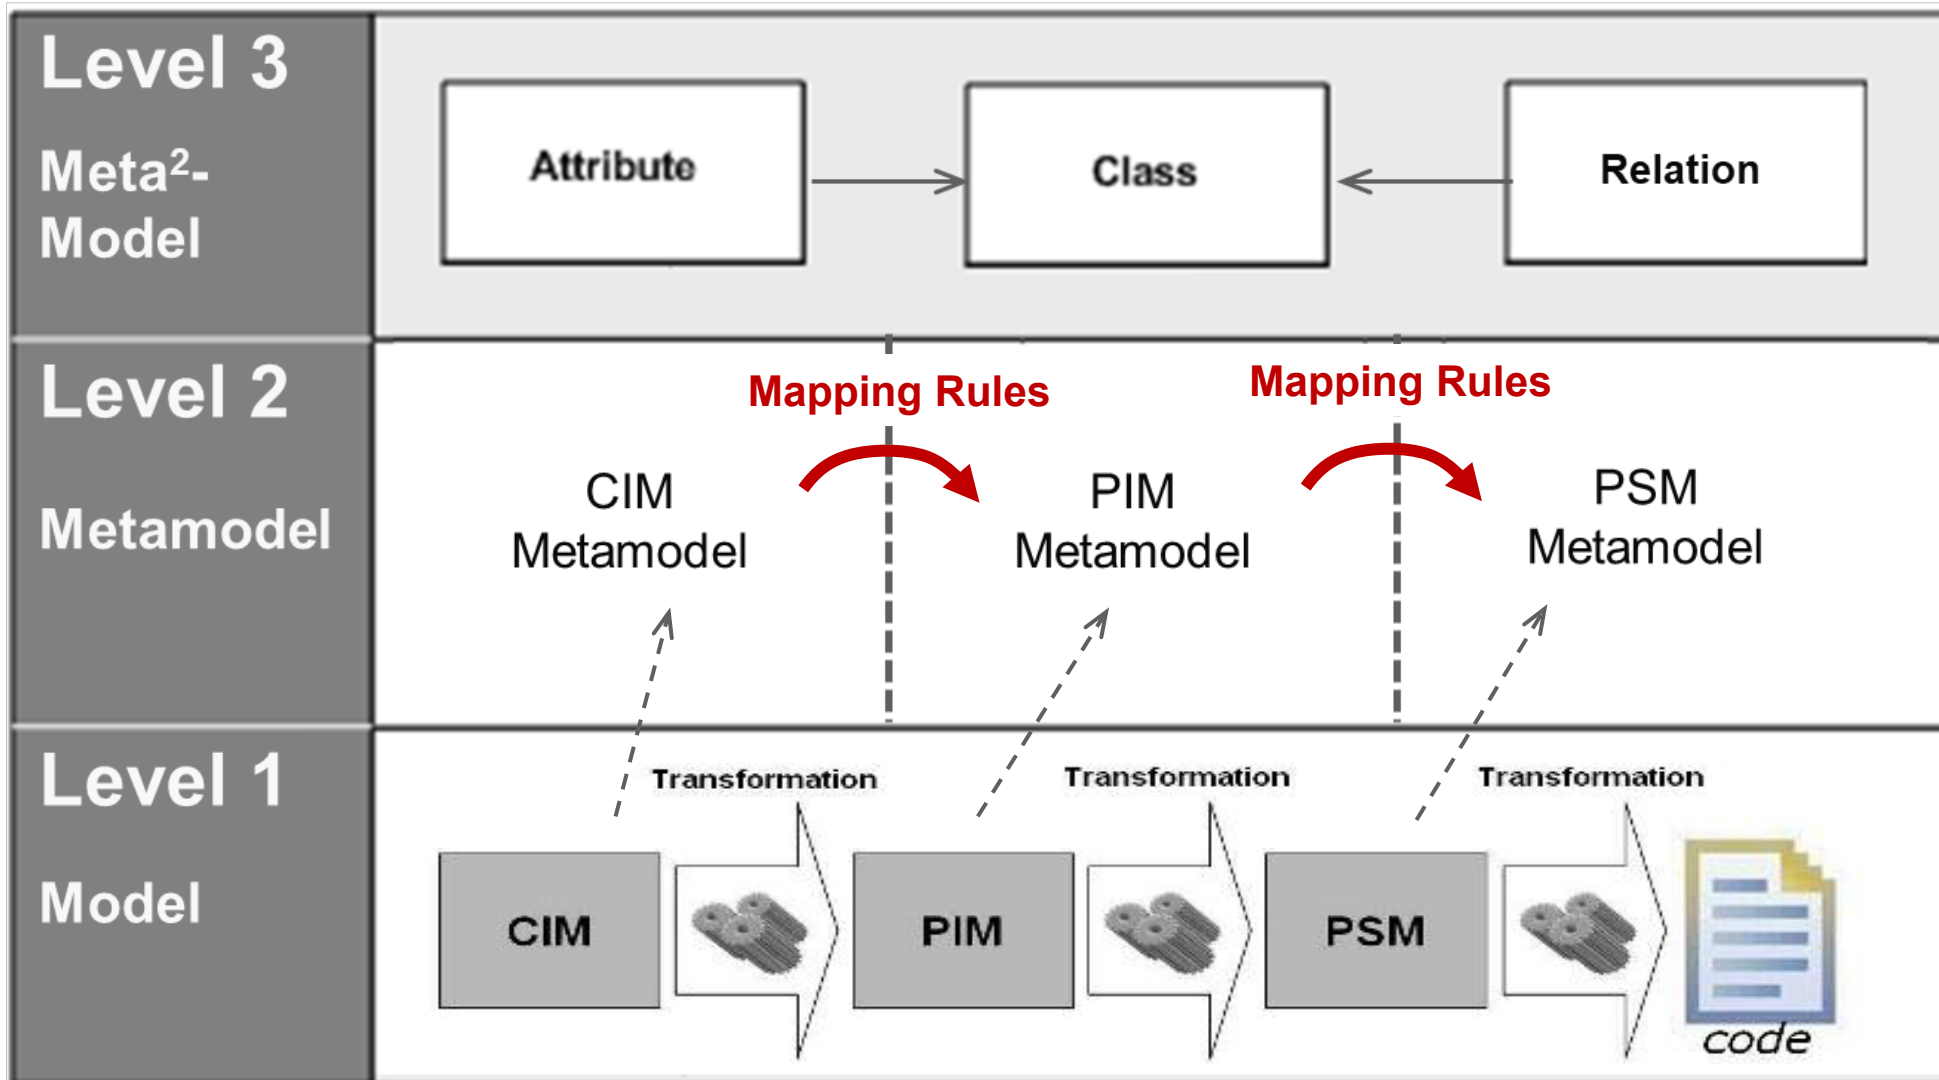 Level 3
Meta²-
Model
Attribute
Class
Relation
Level 2
Metamodel
Mapping Rules
Mapping Rules
CIM
Metamodel
PIM
Metamodel
PSM
Metamodel
Level 1
Model
Transformation
Transformation
Transformation
CIM
PIM
PSM
code